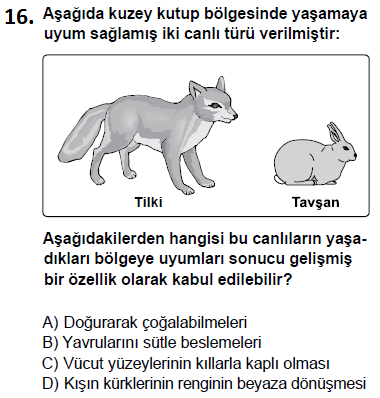 16. Aşağıda kuzey kutup bölgesinde yaşamaya
uyum sağlamış iki canlı türü verilmiştir:
Tilki
Tavşan
Aşağıdakilerden hangisi bu canlıların yaşa-
dıkları bölgeye uyumları sonucu gelişmiş
bir özellik olarak kabul edilebilir?
A) Doğurarak çoğalabilmeleri
B) Yavrularını sütle beslemeleri
C) Vücut yüzeylerinin kıllarla kaplı olması
D) Kışın kürklerinin renginin beyaza dönüşmesi